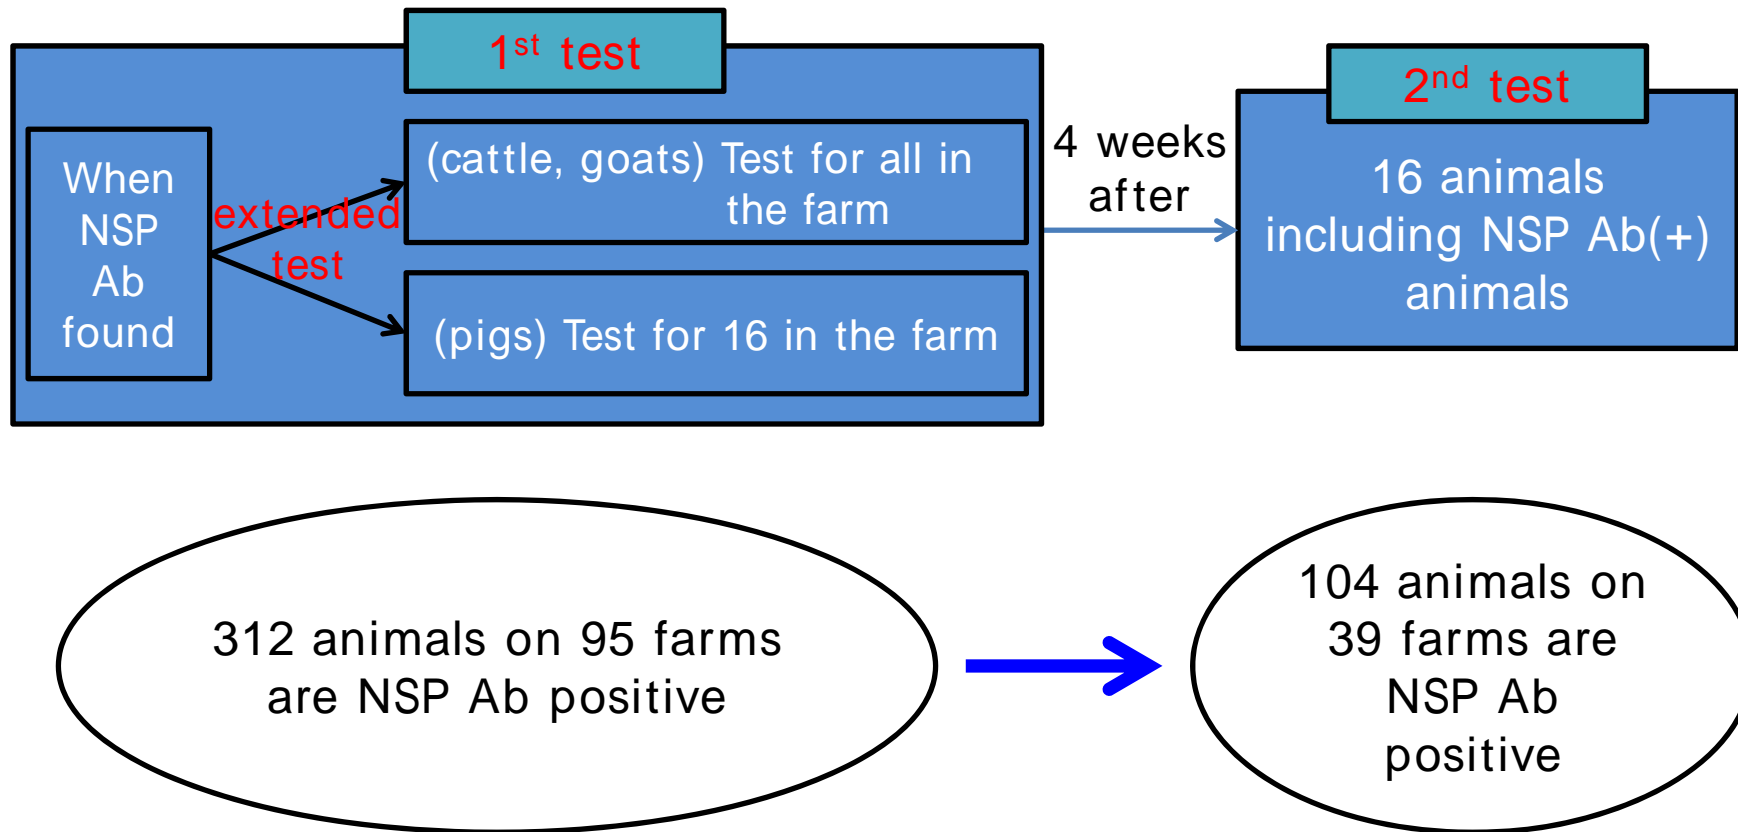 1st test
When
NSP
Ab
found
extended
test
(cattle, goats) Test for all in
the farm
(pigs) Test for 16 in the farm
4 weeks
after
2nd test
16 animals
including NSP Ab(+)
animals
312 animals on 95 farms
are NSP Ab positive
104 animals on
39 farms are
NSP Ab
positive